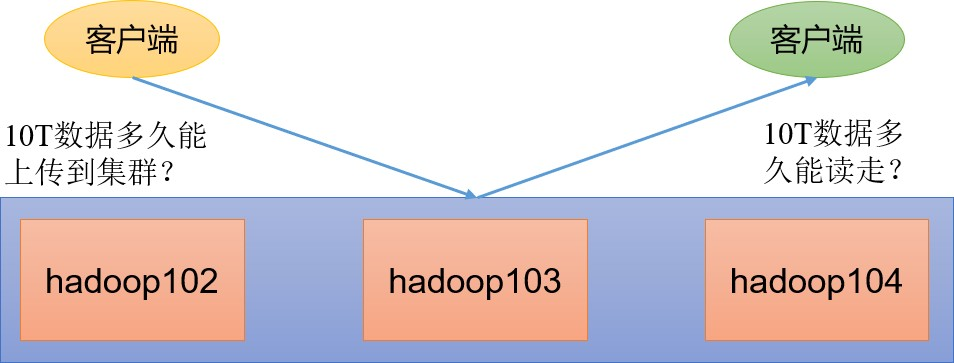 客户端
客户端
10T数据多久能
上传到集群？
10T数据多
久能读走？
hadoop102
hadoop103
hadoop104